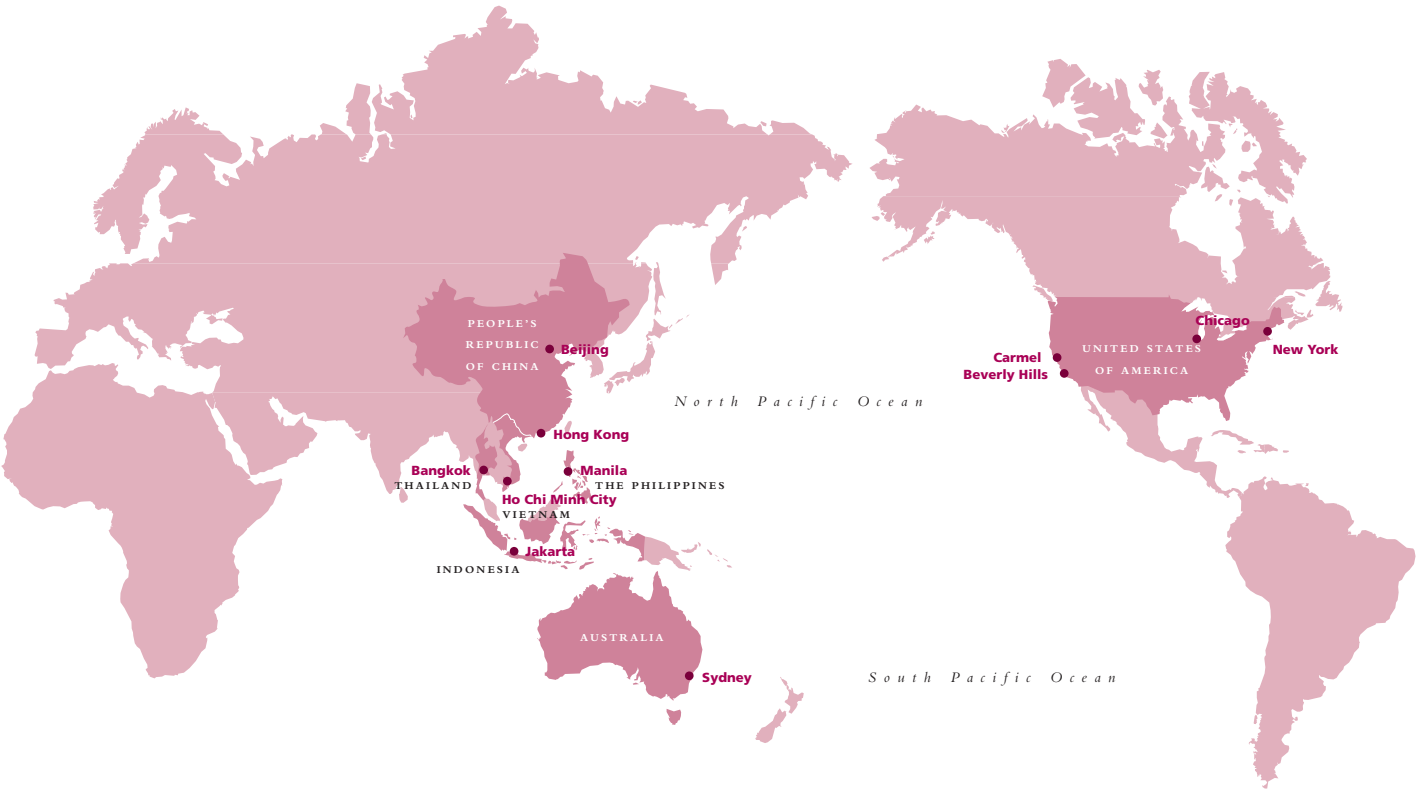 PEOPLE'S
REPUBLIC
OF CHINA
Beijing
Hong Kong
Bangkok
THAILAND
Manila
THE PHILIPPINES
Ho Chi Minh City
VIETNAM
Jakarta
INDONESIA
AUSTRALIA
Sydney
North Pacific Ocean
South Pacific Ocean
Chicago
New York
UNITED STATES
OF AMERICA
Carmel
Beverly Hills